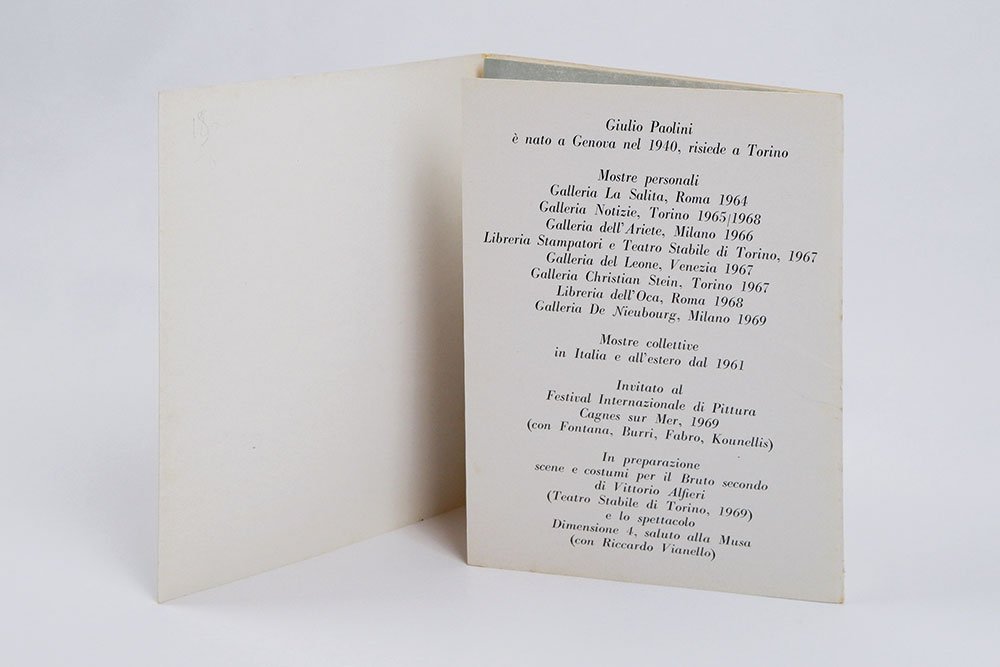 Giulio Paolini
è nato a Genova nel 1940, risiede a Torino
Mostre personali
Galleria La Salita, Roma 1964
Galleria Notizie, Torino 1965/1968
Galleria dell'Ariete, Milano 1966
Libreria Stampatori e Teatro Stabile di Torino, 1967
Galleria del Leone, Venezia 1967
Galleria Christian Stein, Torino 1967
Libreria dell'Oca, Roma 1968
Galleria De Nieubourg, Milano 1969
Mostre collettive
in Italia e all'estero dal 1961
Invitato al
Festival Internazionale di Pittura
Cagnes sur Mer, 1969
(con Fontana, Burri, Fabro, Kounellis)
In preparazione
scene e costumi per il Bruto secondo
di Vittorio Alfieri
(Teatro Stabile di Torino, 1969)
e lo spettacolo
Dimensione 4, saluto alla Musa
(con Riccardo Vianello)